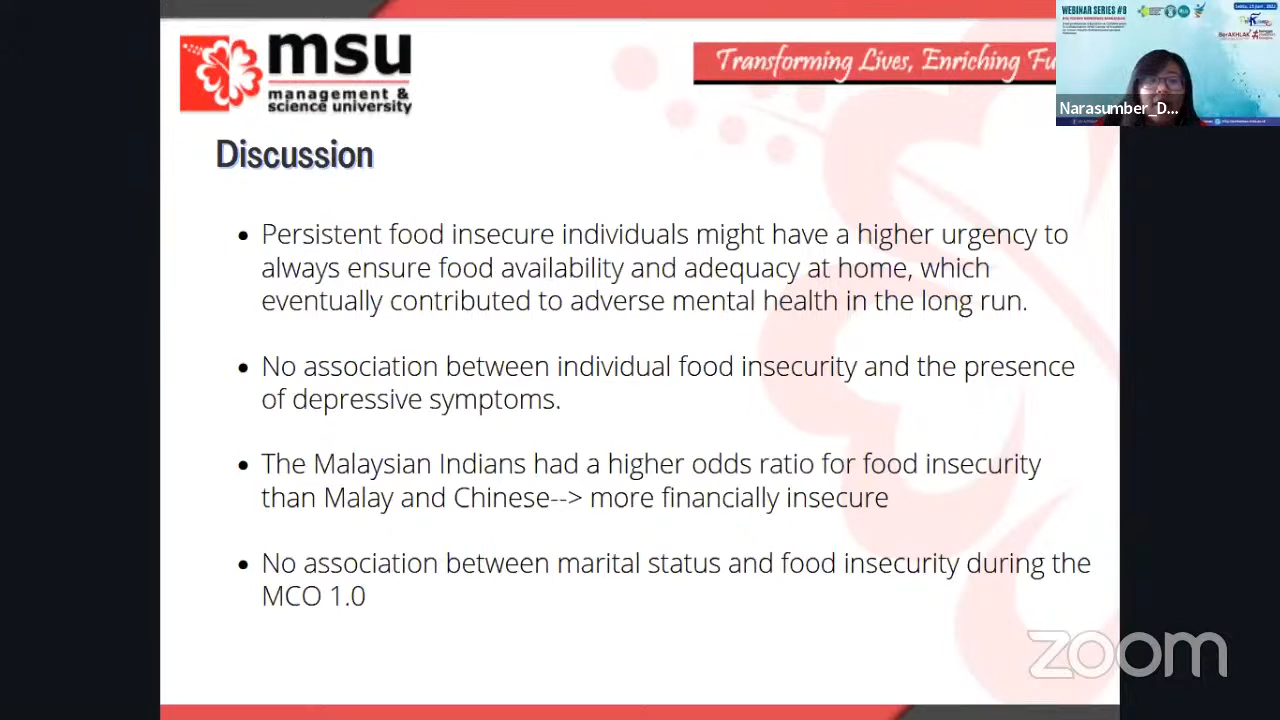 msu
management &
science university
Transforming Lives, Enriching Fu
WEBINAR SERIES #8
BerAKHLAK
Narasumber_D...
Discussion
• Persistent food insecure individuals might have a higher urgency to
always ensure food availability and adequacy at home, which
eventually contributed to adverse mental health in the long run.
• No association between individual food insecurity and the presence
of depressive symptoms.
• The Malaysian Indians had a higher odds ratio for food insecurity
than Malay and Chinese--> more financially insecure
• No association between marital status and food insecurity during the
MCO 1.0
zoom